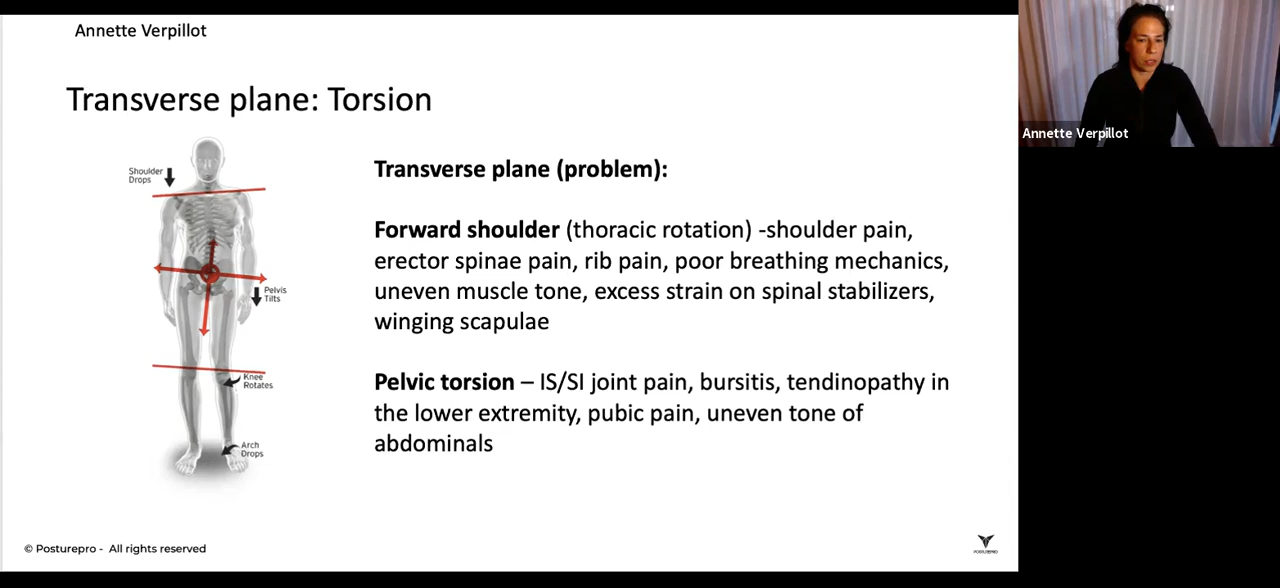 Annette Verpillot
Transverse plane: Torsion
Shoulder
Drops
Pelvis
Tilts
Knee
Rotates
Arch
Drops
Transverse plane (problem):
Forward shoulder (thoracic rotation) -shoulder pain,
erector spinae pain, rib pain, poor breathing mechanics,
uneven muscle tone, excess strain on spinal stabilizers,
winging scapulae
Pelvic torsion – IS/SI joint pain, bursitis, tendinopathy in
the lower extremity, pubic pain, uneven tone of
abdominals
© Posturepro - All rights reserved
POSTUREPRO
Annette Verpillot